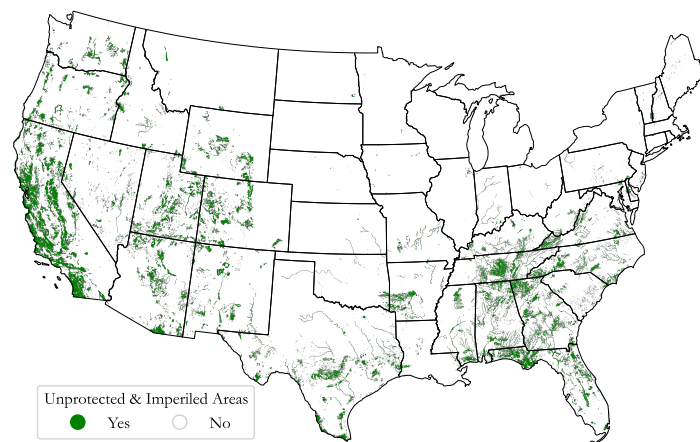 Unprotected & Imperiled Areas
Yes No